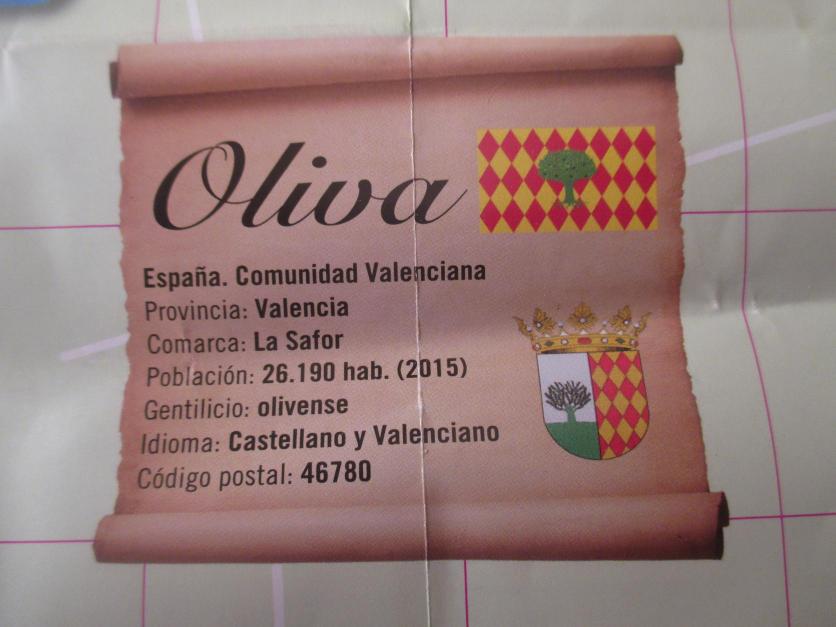 Oliva
España. Comunidad Valenciana
Provincia: Valencia
Comarca: La Safor
Población: 26.190 hab. (2015)
Gentilicio: olivense
Idioma: Castellano y Valenciano
Código postal: 46780